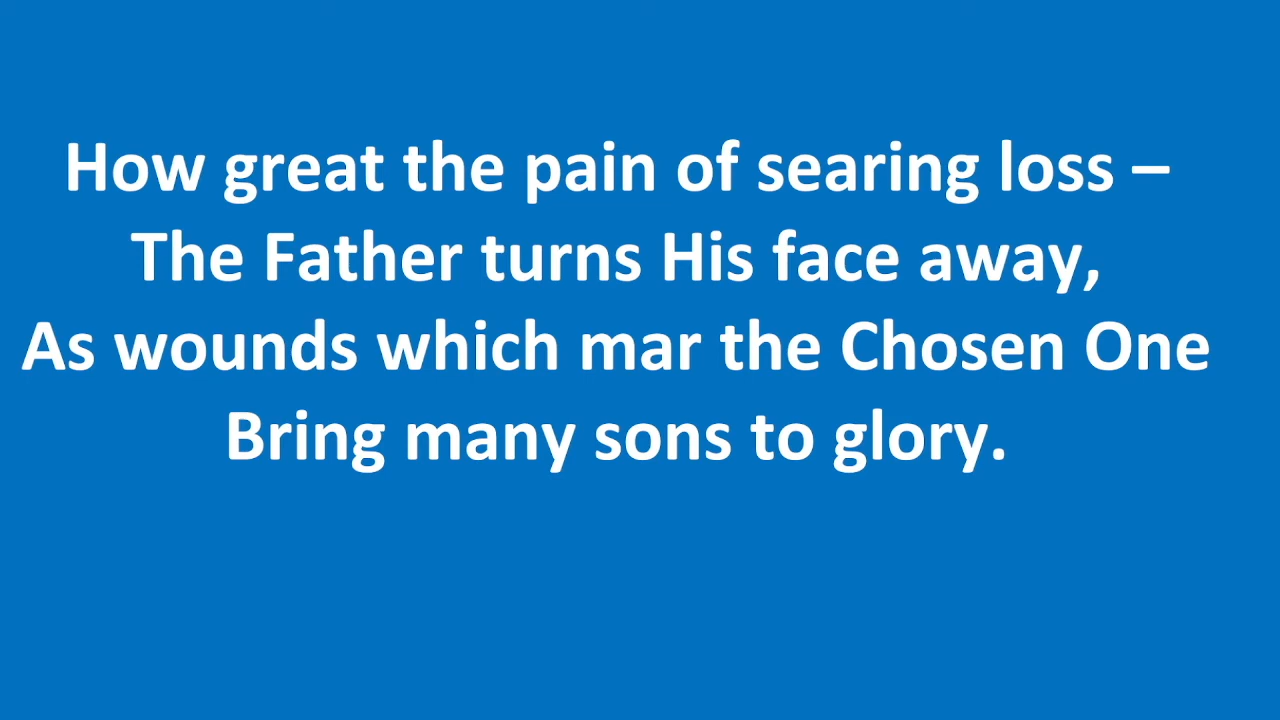 How great the pain of searing loss –
The Father turns His face away,
As wounds which mar the Chosen One
Bring many sons to glory.